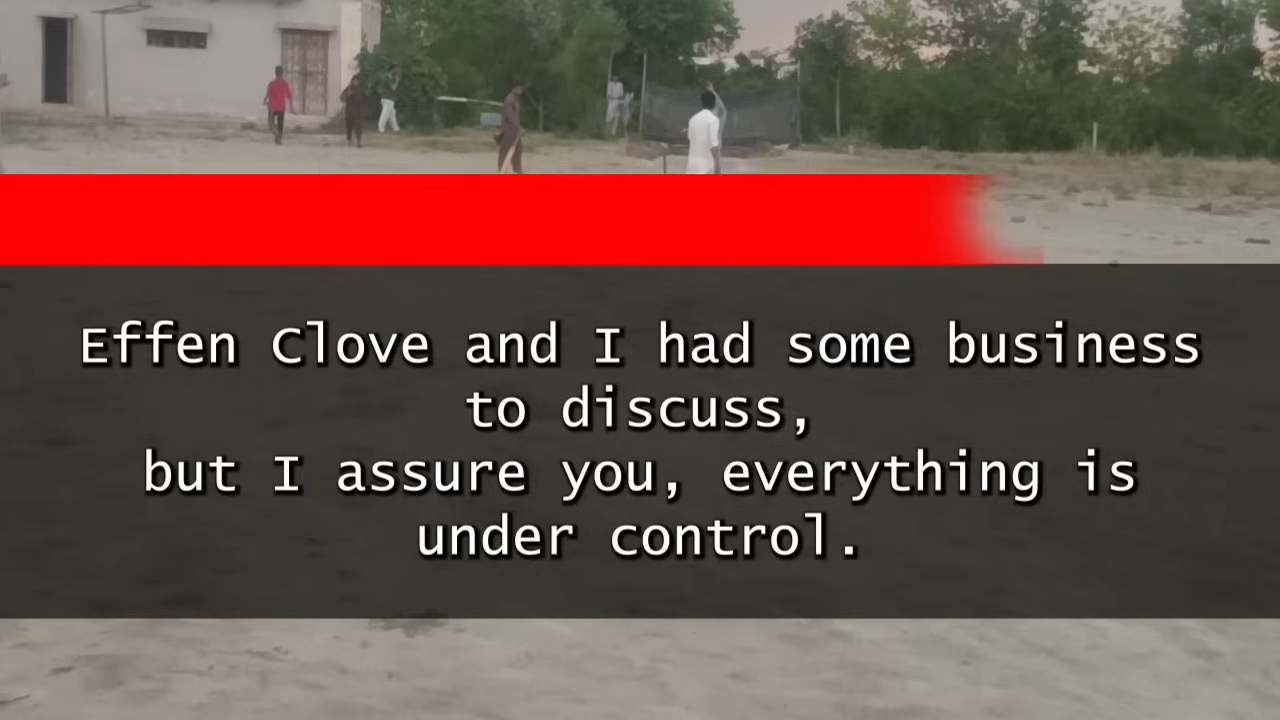 Effen Clove and I had some business
to discuss,
but I assure you, everything is
under control.